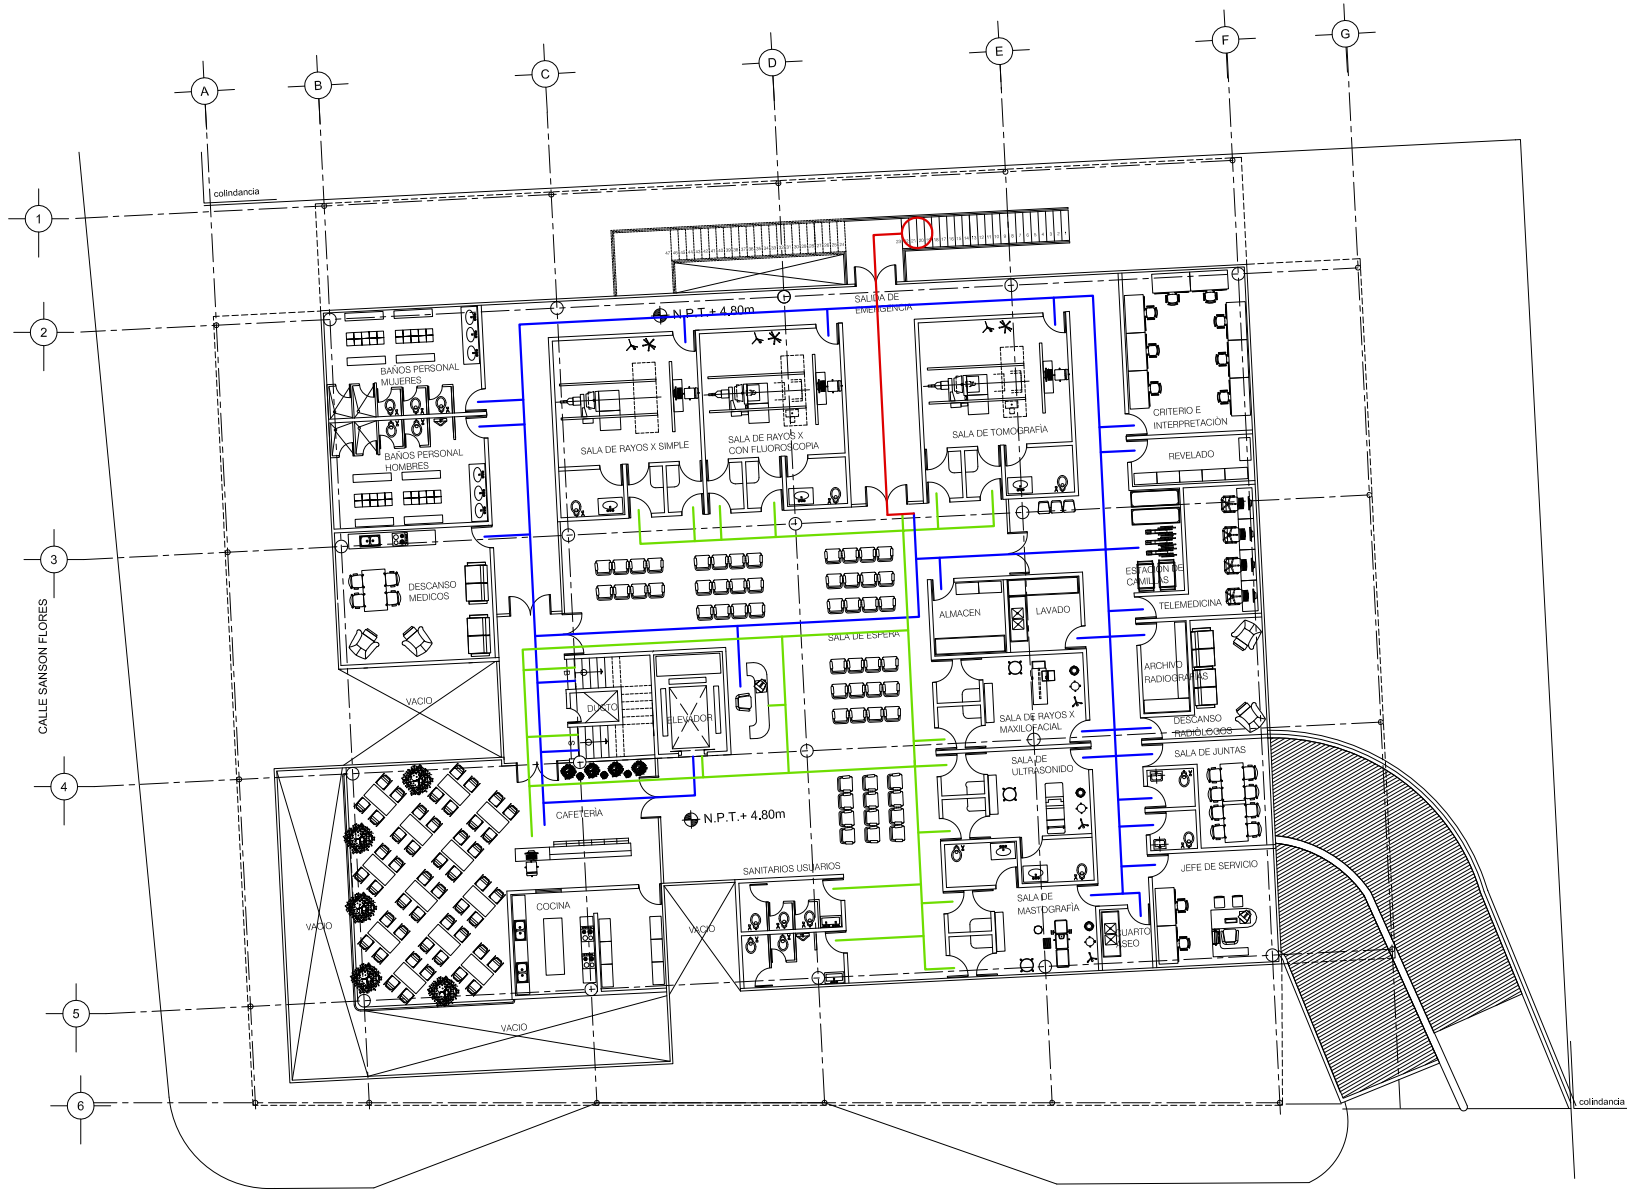 G
F
E
D
C
B
A
colindancia
1
SALIDA DE
EMERGENCIA
N.P.T.+ 4.80m
2
BAÑOS PERSONAL
MUJERES
CRITERIO E
INTERPRETACIÓN
SALA DE TOMOGRAFÍA
SALA DE RAYOS X
CON FLUOROSCOPIA
SALA DE RAYOS X SIMPLE
BAÑOS PERSONAL
HOMBRES
REVELADO
3
ESTACIÓN DE
CAMILLAS
DESCANSO
MEDICOS
TELEMEDICINA
ALMACEN
LAVADO
CALLE SANSON FLORES
SALA DE ESPERA
ARCHIVO
RADIOGRAFIAS
VACIO
DUCTO
ELEVADOR
SALA DE RAYOS X
MAXILOFACIAL
DESCANSO
RADIÓLOGOS
SALA DE JUNTAS
SALA DE
ULTRASONIDO
4
CAFETERÍA
N.P.T.+ 4.80m
SANITARIOS USUARIOS
JEFE DE SERVICIO
COCINA
SALA DE
MASTOGRAFÍA
VACIO
VACIO
CUARTO
ASEO
5
VACIO
6
colindancia